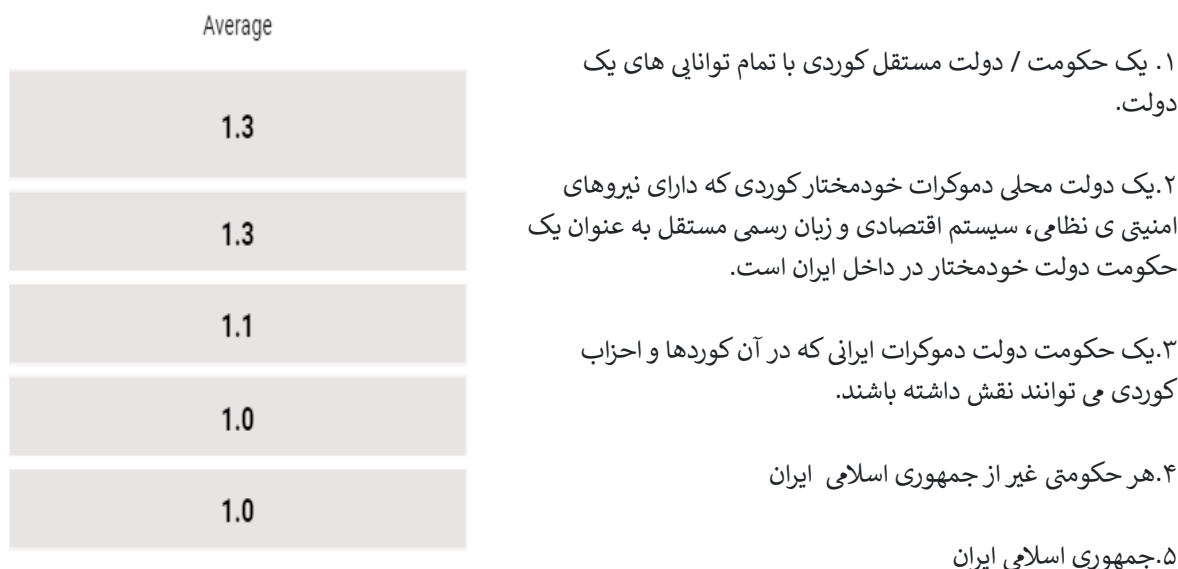 Average
1.3
1.3
1.1
1.0
1.0
۱. یک حکومت / دولت مستقل کوردی با تمام توانایی های یک
دولت.
۲.یک دولت محلی دموکرات خودمختار کوردی که دارای نیروهای
امنیتی ی نظامی، سیستم اقتصادی و زبان رسمی مستقل به عنوان یک
حکومت دولت خودمختار در داخل ایران است.
۳.یک حکومت دولت دموکرات ایرانی که در آن کوردها و احزاب
کوردی می توانند نقش داشته باشند.
۴.هر حکومتی غیر از جمهوری اسلامی ایران
۵.جمهوری اسلامی ایران